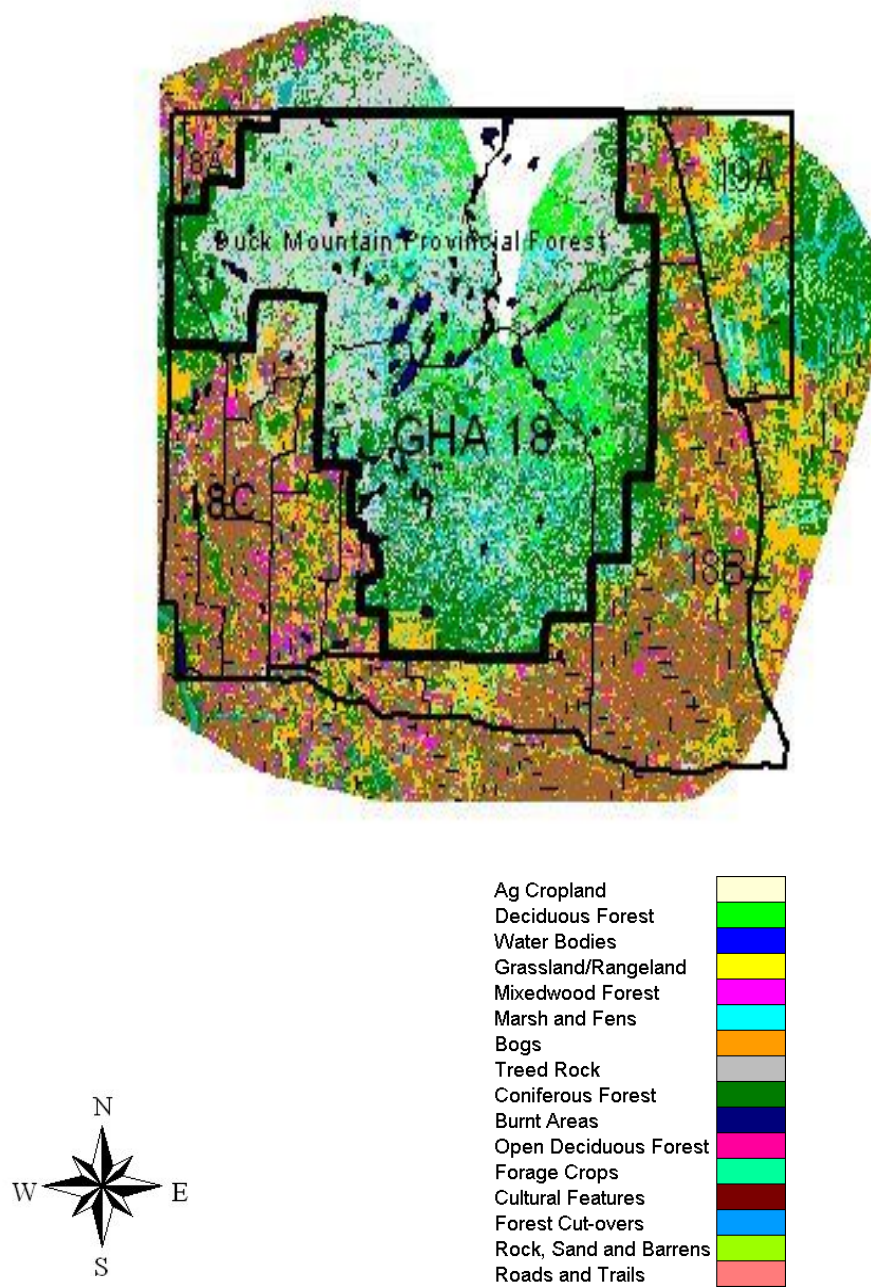 18A
19A
Duck Mountain Provincial Forest
GHA 18
18C
18B
Ag Cropland
Deciduous Forest
Water Bodies
Grassland/Rangeland
Mixedwood Forest
Marsh and Fens
Bogs
Treed Rock
Coniferous Forest
Burnt Areas
Open Deciduous Forest
Forage Crops
Cultural Features
Forest Cut-overs
Rock, Sand and Barrens
Roads and Trails
N
W
E
S